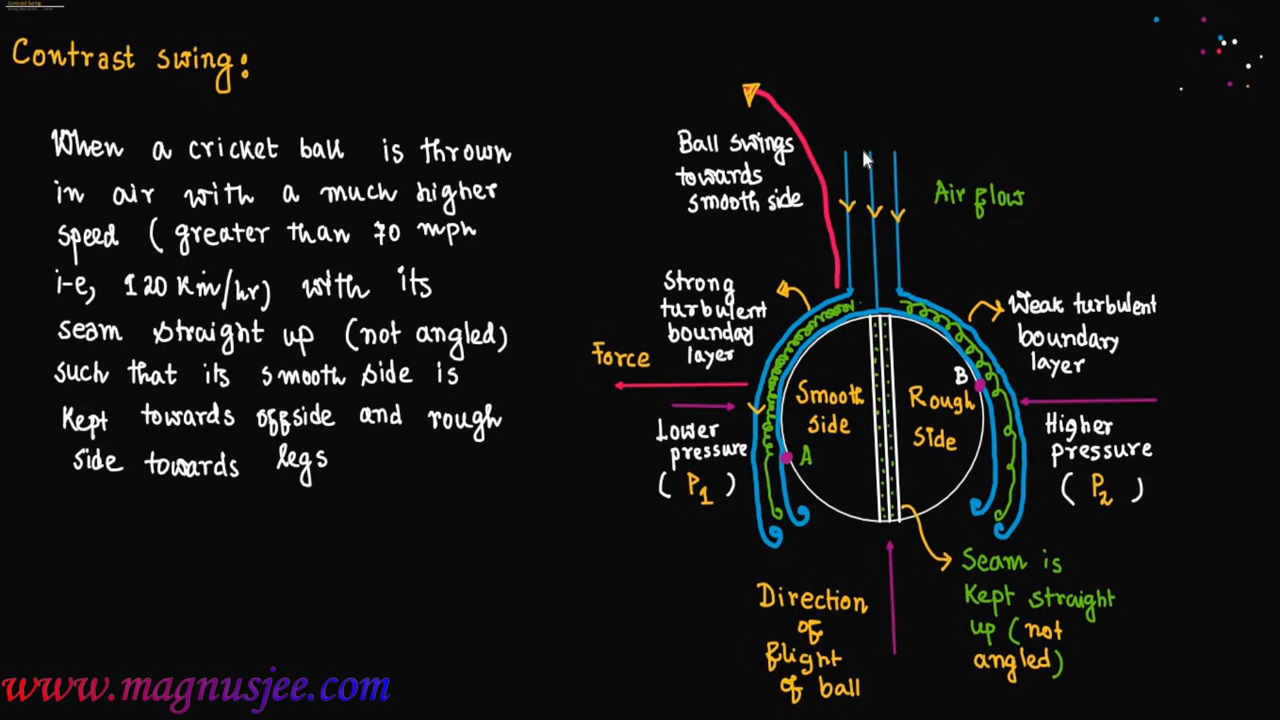 Contrast Swing
Contrast swing:
When a cricket ball is thrown
in air with a much higher
speed (greater than 70 mph
i-e, 120 Km/hr) with its
seam straight up (not angled)
such that its smooth side is
kept towards offside and rough
side towards legs
Ball swings
towards
smooth side
Air flow
Strong
turbulent
bounday
layer
Weak turbulent
boundary
layer
Force
Smooth
side
B
Rough
side
Lower
pressure
(P1)
A
Higher
pressure
(P2)
Seam is
kept straight
up (not
angled)
Direction
of
flight
of ball
www.magnusjee.com